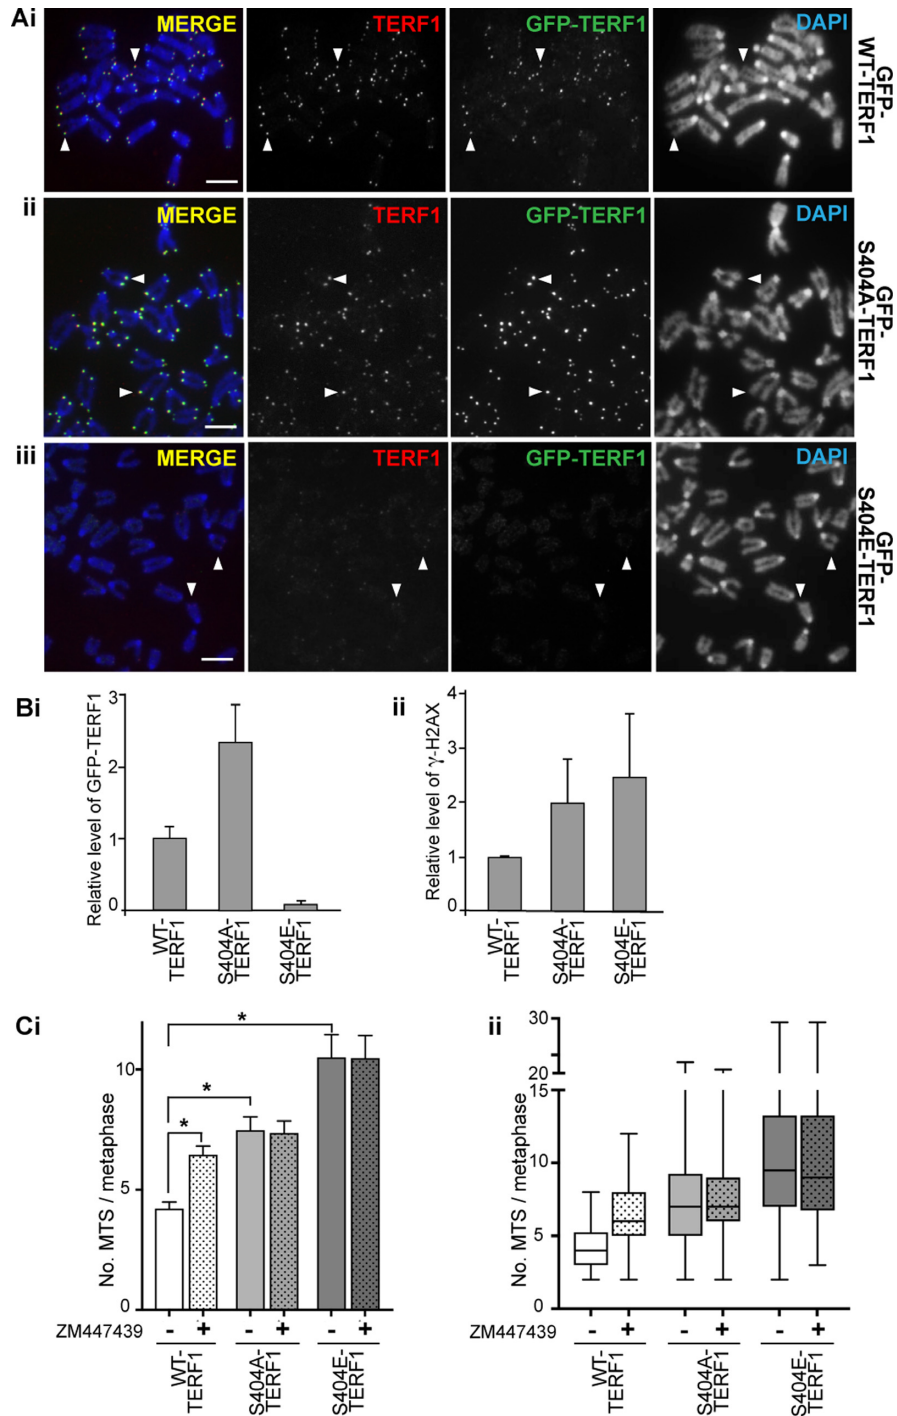 Ai
MERGE
TERF1
GFP-TERF1
DAPI
GFP-
WT-TERF1
ii
MERGE
TERF1
GFP-TERF1
DAPI
GFP-
S404A-TERF1
iii
MERGE
TERF1
GFP-TERF1
DAPI
GFP-
S404E-TERF1
Bi
Relative level of GFP-TERF1
3
2
1
0
WT-
TERF1
S404A-
TERF1
S404E-
TERF1
ii
Relative level of γ-H2AX
4
3
2
1
0
WT-
TERF1
S404A-
TERF1
S404E-
TERF1
Ci
No. MTS / metaphase
10
5
0
*
*
*
ZM447439
- + - + - +
WT-
TERF1
S404A-
TERF1
S404E-
TERF1
ii
No. MTS / metaphase
30
20
15
10
5
0
ZM447439
- + - + - +
WT-
TERF1
S404A-
TERF1
S404E-
TERF1